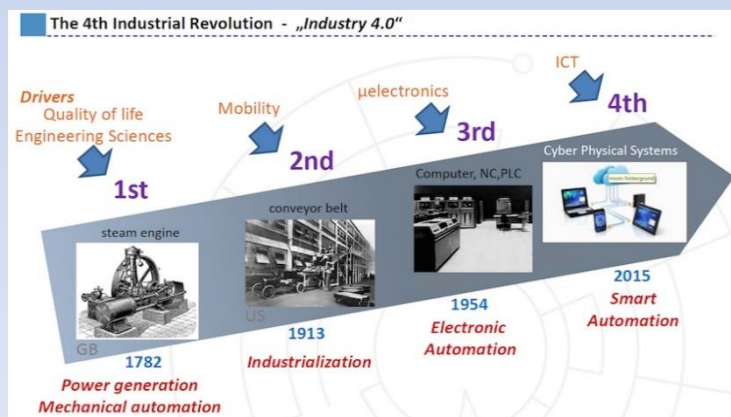 The 4th Industrial Revolution - „Industry 4.0“
Drivers
Quality of life
Engineering Sciences
1st
steam engine
GB
1782
Power generation
Mechanical automation
Mobility
2nd
conveyor belt
US
1913
Industrialization
µelectronics
3rd
Computer, NC,PLC
1954
Electronic
Automation
ICT
4th
Cyber Physical Systems
2015
Smart
Automation